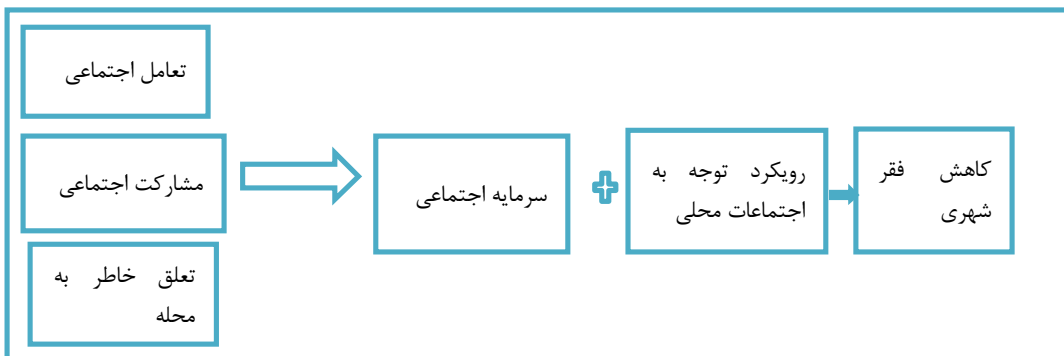 تعامل اجتماعی
مشارکت اجتماعی
تعلق خاطر به
محله
سرمایه اجتماعی
رویکرد توجه به
اجتماعات محلی
کاهش فقر
شهری